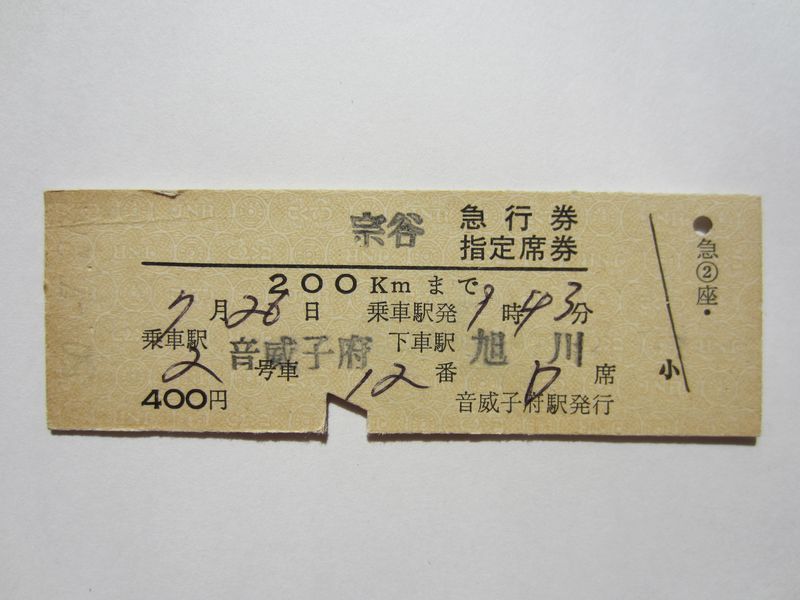 宗谷 急行券
指定席券
200Kmまで。
7月26日 乗車駅発9時43分
乗車駅 音威子府 下車駅 旭川
2号車 12番 D席
400円 音威子府駅発行
小
急②座・